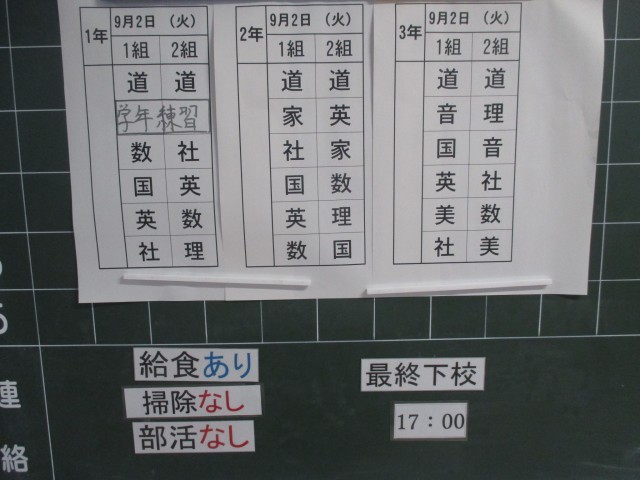 1年 9月2日（火）
1組 2組
道 道
学年練習
数 社
国 英
英 数
社 理
2年 9月2日（火）
1組 2組
道 道
家 英
社 家
国 数
英 理
数 国
3年 9月2日（火）
1組 2組
道 道
音 理
国 音
英 社
美 数
社 美
連
絡
給食あり
掃除なし
部活なし
最終下校
17：00